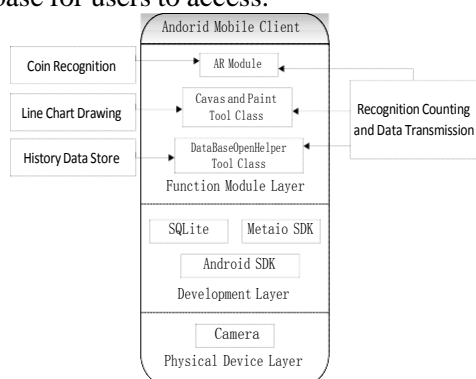 base for users to access.
Andorid Mobile Client
Coin Recognition
AR Module
Line Chart Drawing
Cavas and Paint
Tool Class
Recognition Counting
and Data Transmission
History Data Store
DataBaseOpenHelper
Tool Class
Function Module Layer
SQLite
Metaio SDK
Android SDK
Development Layer
Camera
Physical Device Layer